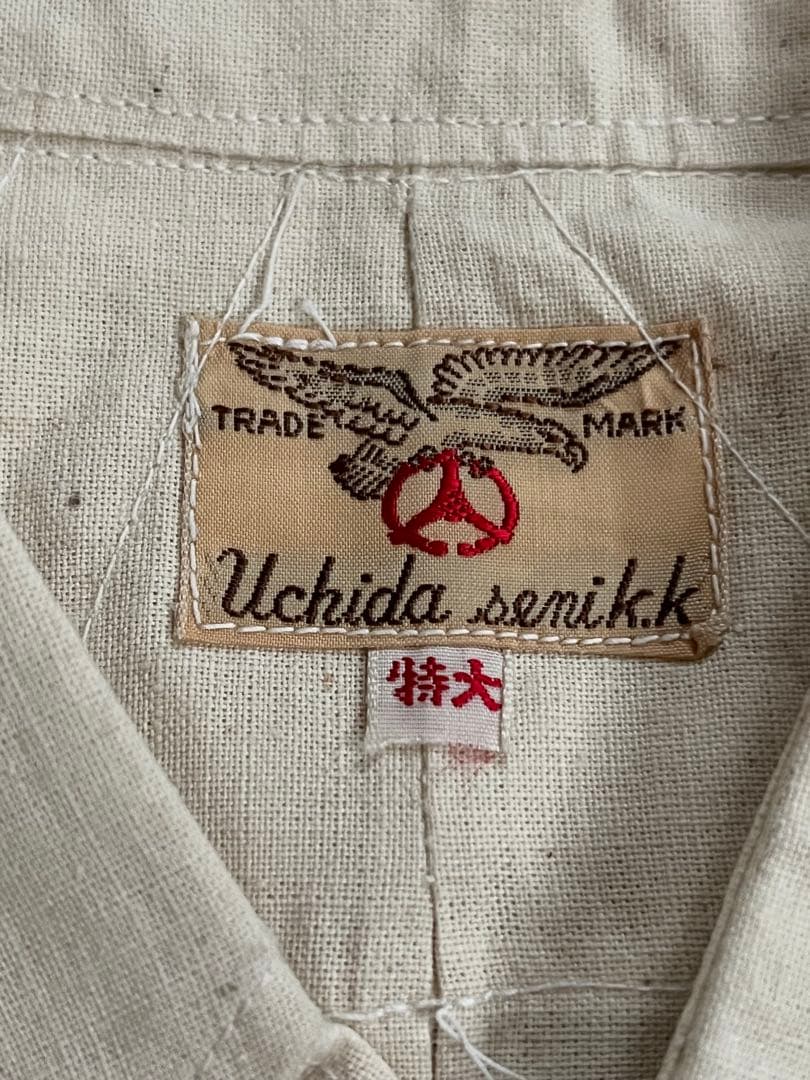 TRADE MARK
Uchida seni k.k
特大